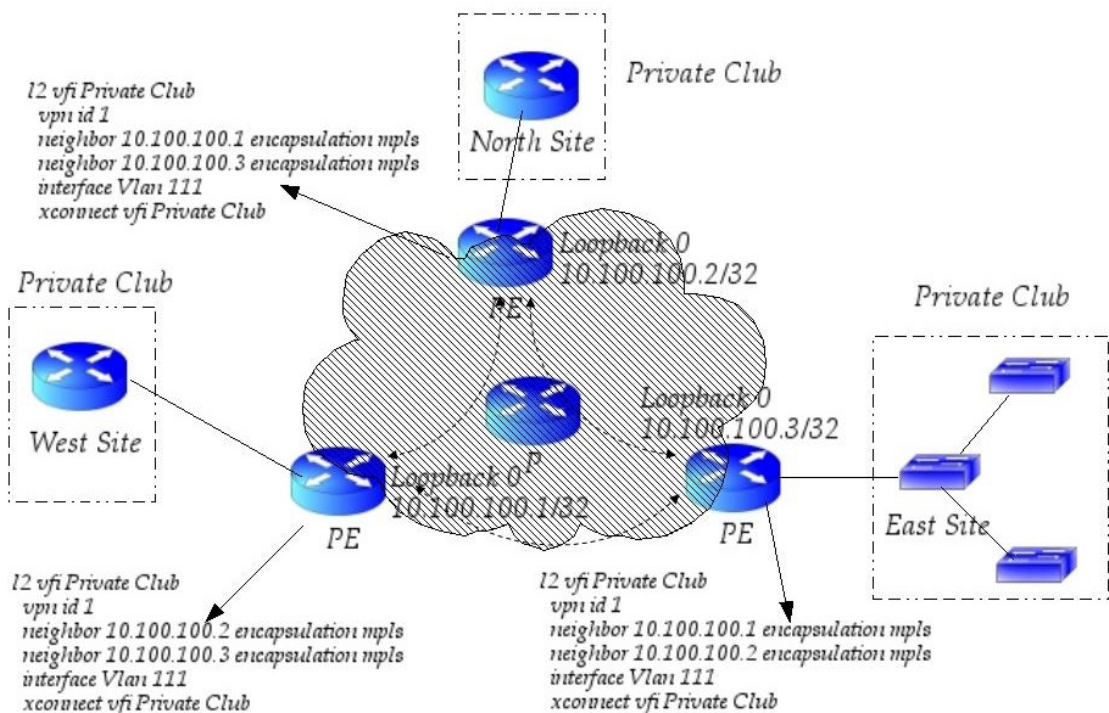 Private Club
North Site
l2 vfi Private Club
vpn id 1
neighbor 10.100.100.1 encapsulation mpls
neighbor 10.100.100.3 encapsulation mpls
interface Vlan 111
xconnect vfi Private Club
Loopback 0
10.100.100.2/32
PE
Private Club
West Site
Private Club
East Site
P
Loopback 0
10.100.100.3/32
PE
Loopback 0
10.100.100.1/32
PE
l2 vfi Private Club
vpn id 1
neighbor 10.100.100.2 encapsulation mpls
neighbor 10.100.100.3 encapsulation mpls
interface Vlan 111
xconnect vfi Private Club
l2 vfi Private Club
vpn id 1
neighbor 10.100.100.1 encapsulation mpls
neighbor 10.100.100.2 encapsulation mpls
interface Vlan 111
xconnect vfi Private Club